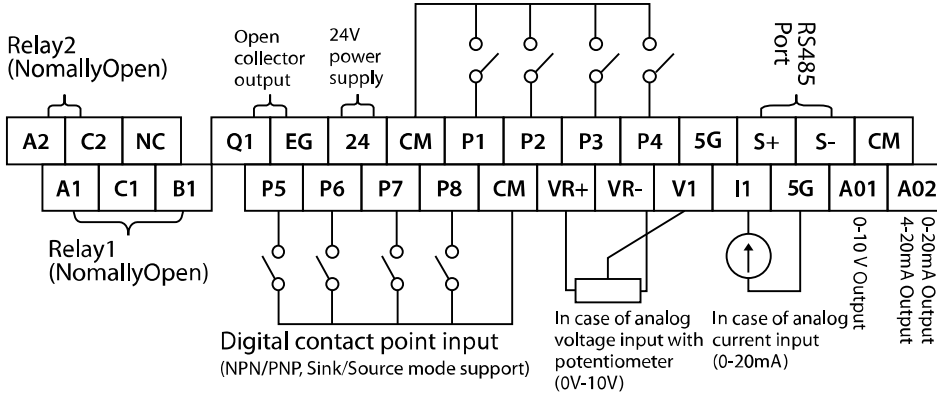 Relay2
(NomallyOpen)
Open
collector
output
24V
power
supply
RS485
Port
A2 C2 NC Q1 EG 24 CM P1 P2 P3 P4 5G S+ S- CM
A1 C1 B1 P5 P6 P7 P8 CM VR+ VR- V1 I1 5G A01 A02
Relay1
(NomallyOpen)
Digital contact point input
(NPN/PNP, Sink/Source mode support)
In case of analog
voltage input with
potentiometer
(0V-10V)
In case of analog
current input
(0-20mA)
0-10 V Output
0-20mA Output
4-20mA Output